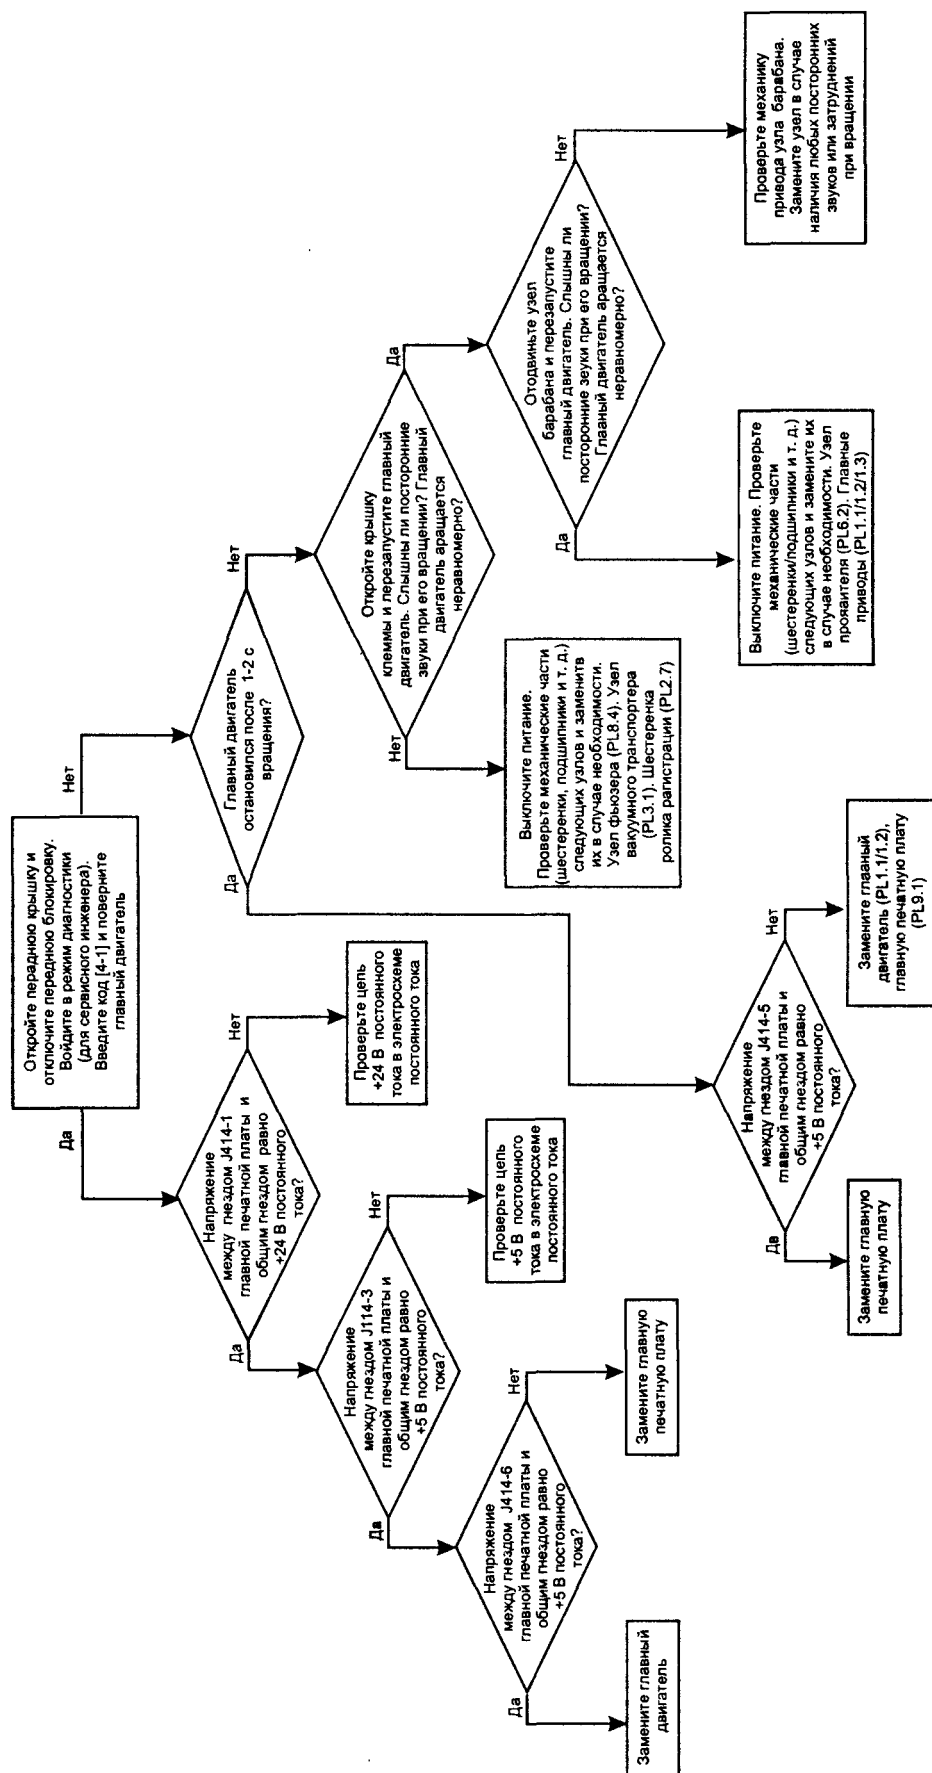 Откройте пераднюю крышку и
отключите переднюю блокировку.
Войдите в режим диагностики
(для сервисного инженера).
Введите код [4-1] и поверните
главный двигатель
Да
Нет
Напряжение
между гнездом J414-1
главной печатной платы и
общим гнездом равно
+24 В постоянного
тока?
Да
Нет
Проверьте цепь
+24 В постоянного
тока в электросхеме
постоянного тока
Напряжение
между гнездом J114-3
главной печатной платы и
общим гнездом равно
+5 В постоянного
тока?
Да
Нет
Проверьте цепь
+5 В постоянного
тока в электросхеме
постоянного тока
Напряжение
между гнездом J414-6
главной печатной платы и
общим гнездом равно
+5 В постоянного
тока?
Да
Нет
Замените главный
двигатель
Замените главную
печатную плату
Главный двигатель
остановился после 1-2 с
вращения?
Да
Нет
Напряжение
между гнездом J414-5
главной печатной платы и
общим гнездом равно
+5 В постоянного
тока?
Да
Нет
Замените главную
печатную плату
Замените глааный
двигатель (PL1.1/1.2),
главную печатную плату
(PL9.1)
Откройте крышку
клеммы и перезапустите главный
двигатель. Слышны ли посторонние
звуки при его вращении? Главный
двигатель аращается
неравномерно?
Нет
Да
Выключите питание.
Проверьте механические части
(шестеренки, подшипники и т. д.)
следующих узлов и заменитв
их в случае необходимости.
Узел фьюзера (PL8.4). Узел
вакуумного транспортера
(PL3.1). Шестеренка
ролика рагистрации (PL2.7)
Отодвиньте узел
барабана и перезапустите
главный двигатель. Слышны ли
посторонние зеуки при его вращении?
Глааный двигатель аращается
неравномерно?
Да
Нет
Выключите питание. Проверьте
механические части
(шестеренки/подшипники и т. д.)
следующих узлов и замените их
в случае необходимости. Узел
прояаителя (PL6.2). Главные
приводы (PL1.1/1.2/1.3)
Проверьте механику
привода узла барабана.
Замените узел в случае
наличия любых посторонних
звуков или затруднений
при вращении